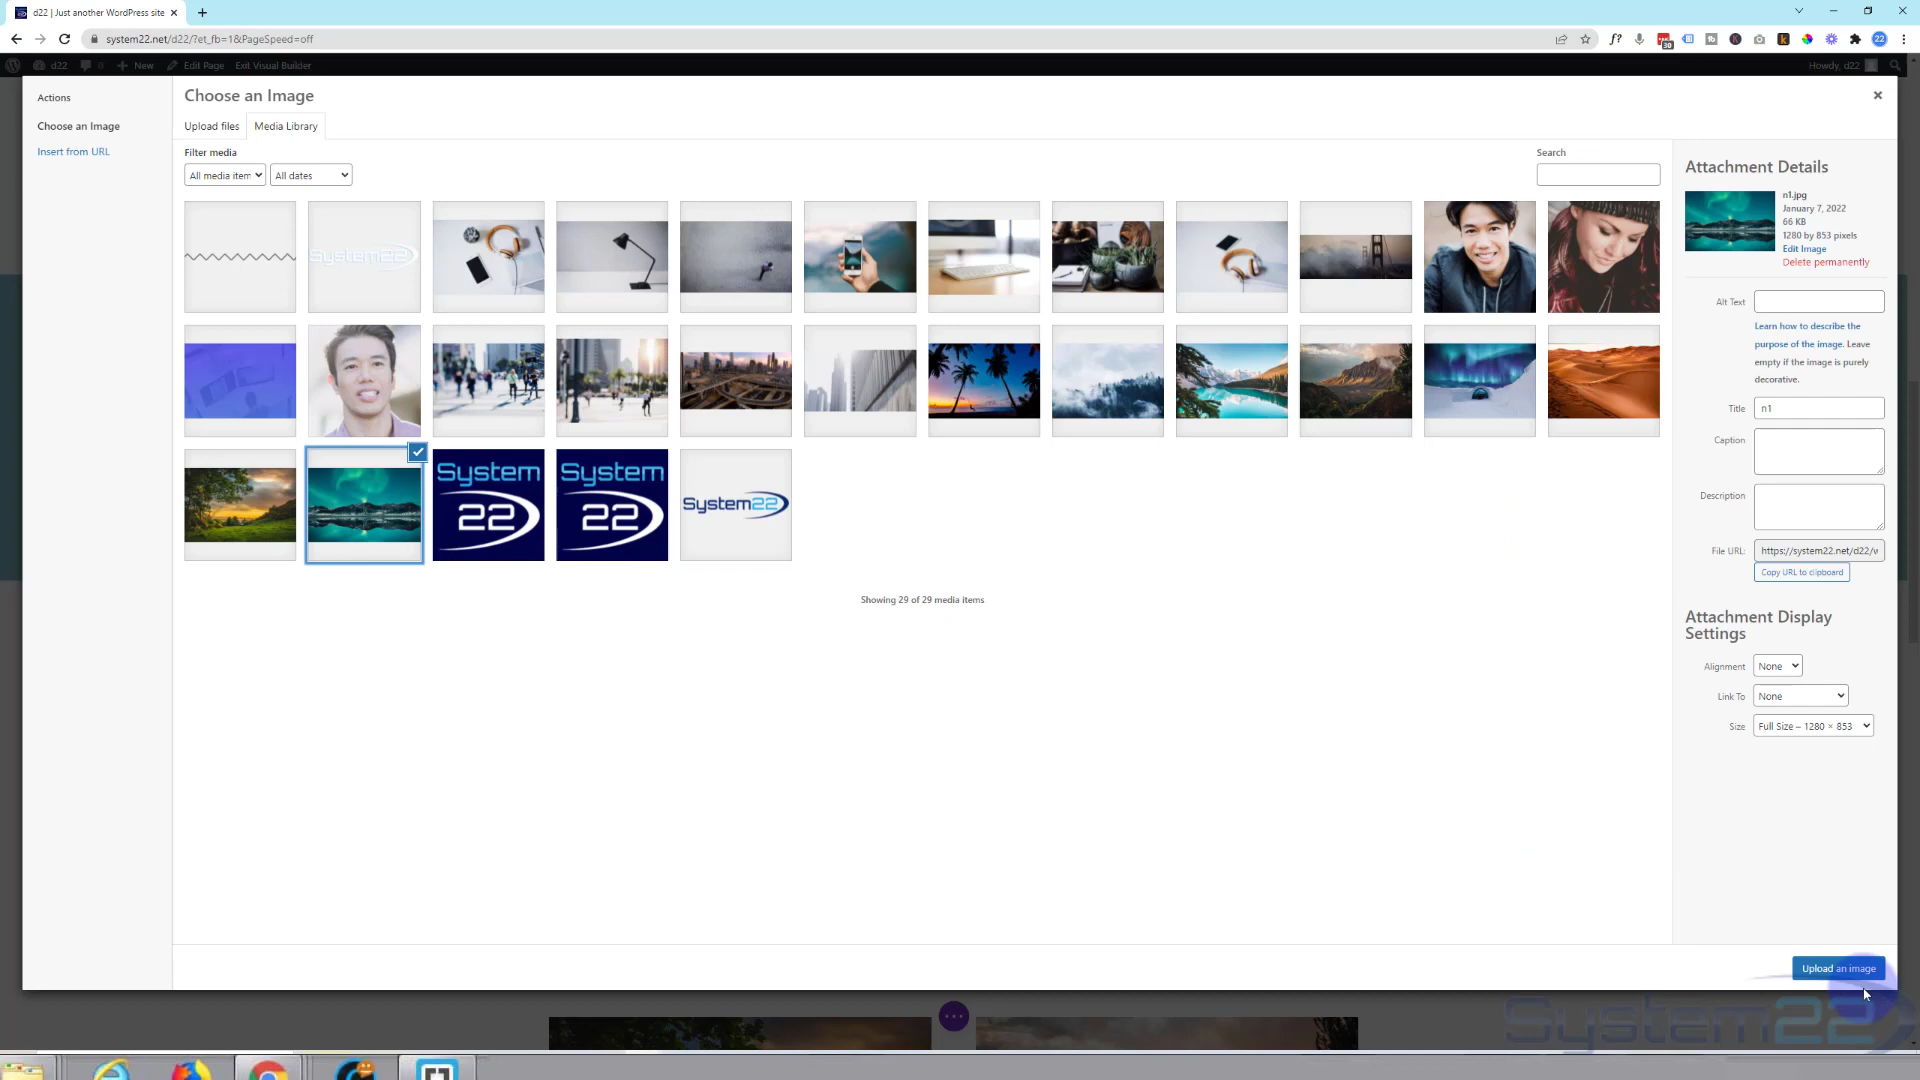 d22 | Just another WordPress site
system22.net/d22/?et_fb=1&PageSpeed=off
f?
30
22
d22
0
New
Edit Page
Exit Visual Builder
Howdy, d22
Actions
Choose an Image
Insert from URL
Choose an Image
Upload files
Media Library
Filter media
All media item
All dates
Search
System22
System
22
System
22
System22
Showing 29 of 29 media items
Attachment Details
n1.jpg
January 7, 2022
66 KB
1280 by 853 pixels
Edit Image
Delete permanently
Alt Text
Learn how to describe the
purpose of the image. Leave
empty if the image is purely
decorative.
Title
n1
Caption
Description
File URL:
https://system22.net/d22/w
Copy URL to clipboard
Attachment Display
Settings
Alignment
None
Link To
None
Size
Full Size – 1280 × 853
Upload an image
System22